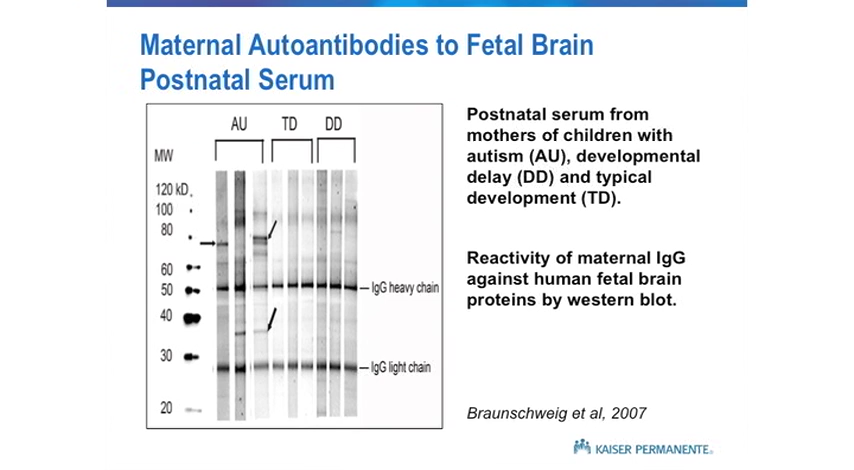 Maternal Autoantibodies to Fetal Brain
Postnatal Serum
AU TD DD
MW
120 kD
100
80
60
50
40
30
20
IgG heavy chain
IgG light chain
Postnatal serum from
mothers of children with
autism (AU), developmental
delay (DD) and typical
development (TD).
Reactivity of maternal IgG
against human fetal brain
proteins by western blot.
Braunschweig et al, 2007
KAISER PERMANENTE®